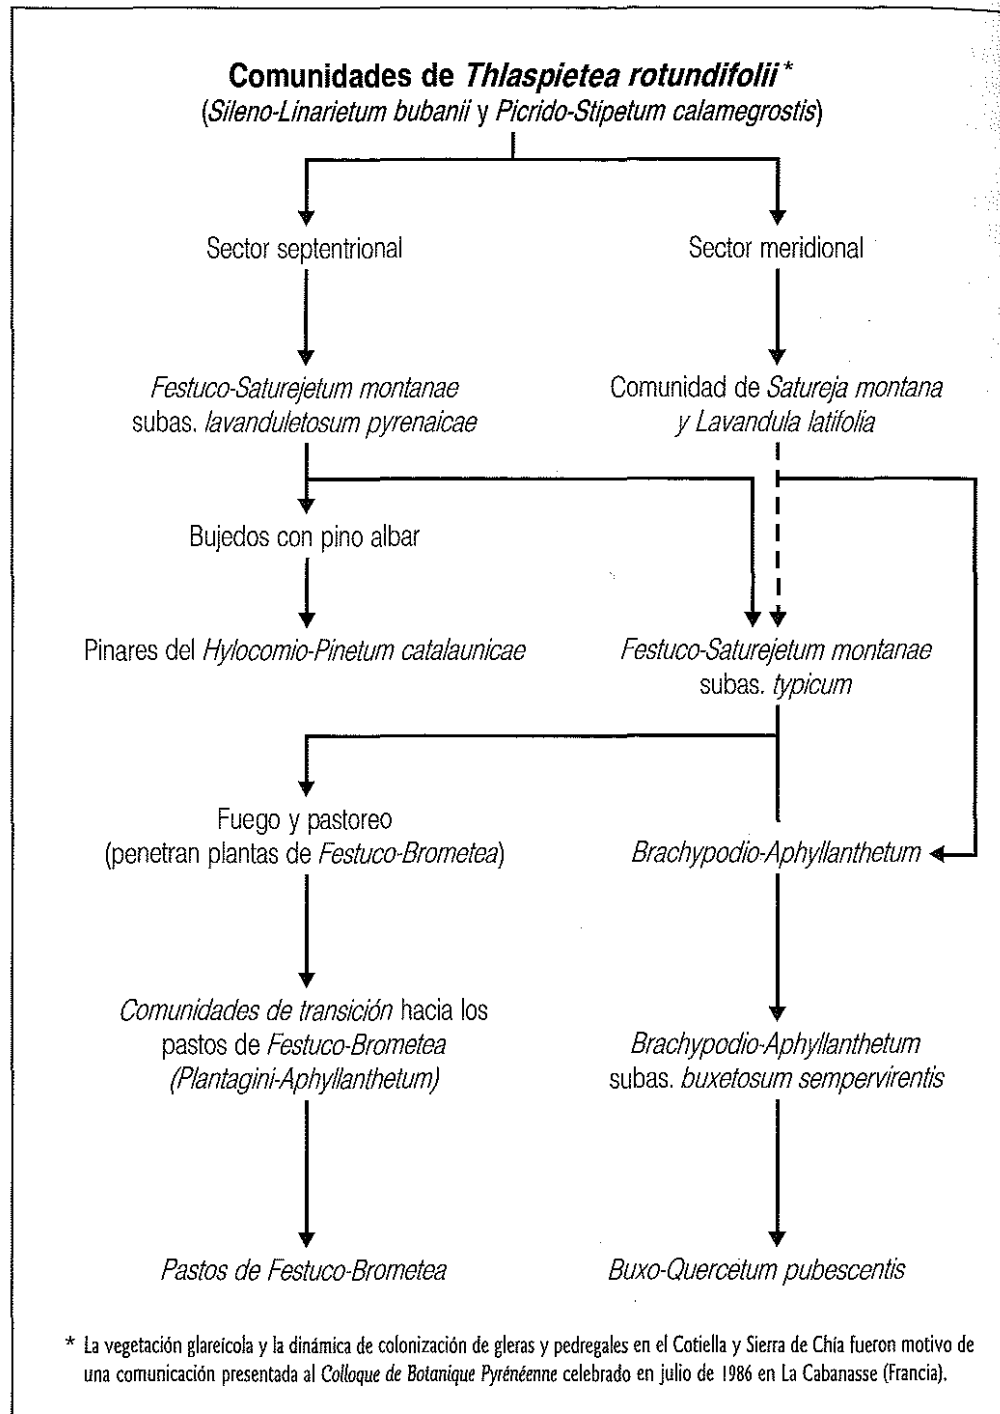 Comunidades de Thlaspietea rotundifolii*
(Sileno-Linarietum bubanii y Picrido-Stipetum calamegrostis)
Sector septentrional
Sector meridional
Festuco-Saturejetum montanae
subas. lavanduletosum pyrenaicae
Comunidad de Satureja montana
y Lavandula latifolia
Bujedos con pino albar
Pinares del Hylocomio-Pinetum catalaunicae
Festuco-Saturejetum montanae
subas. typicum
Fuego y pastoreo
(penetran plantas de Festuco-Brometea)
Brachypodio-Aphyllanthetum
Comunidades de transición hacia los
pastos de Festuco-Brometea
(Plantagini-Aphyllanthetum)
Brachypodio-Aphyllanthetum
subas. buxetosum sempervirentis
Pastos de Festuco-Brometea
Buxo-Quercetum pubescentis
* La vegetación glareícola y la dinámica de colonización de gleras y pedregales en el Cotiella y Sierra de Chía fueron motivo de
una comunicación presentada al Colloque de Botanique Pyrénéenne celebrado en julio de 1986 en La Cabanasse (Francia).